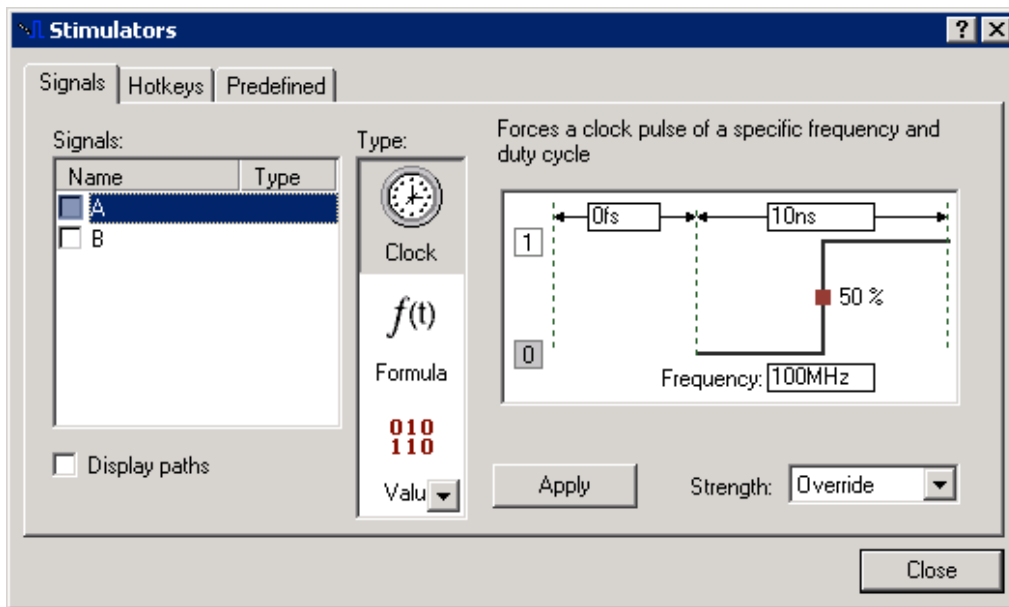 Stimulators
Signals Hotkeys Predefined
Signals:
Name Type
A
B
Display paths
Type:
Clock
f(t)
Formula
010
110
Valu
Forces a clock pulse of a specific frequency and
duty cycle
0fs 10ns
1
50 %
0
Frequency: 100MHz
Apply Strength: Override
Close